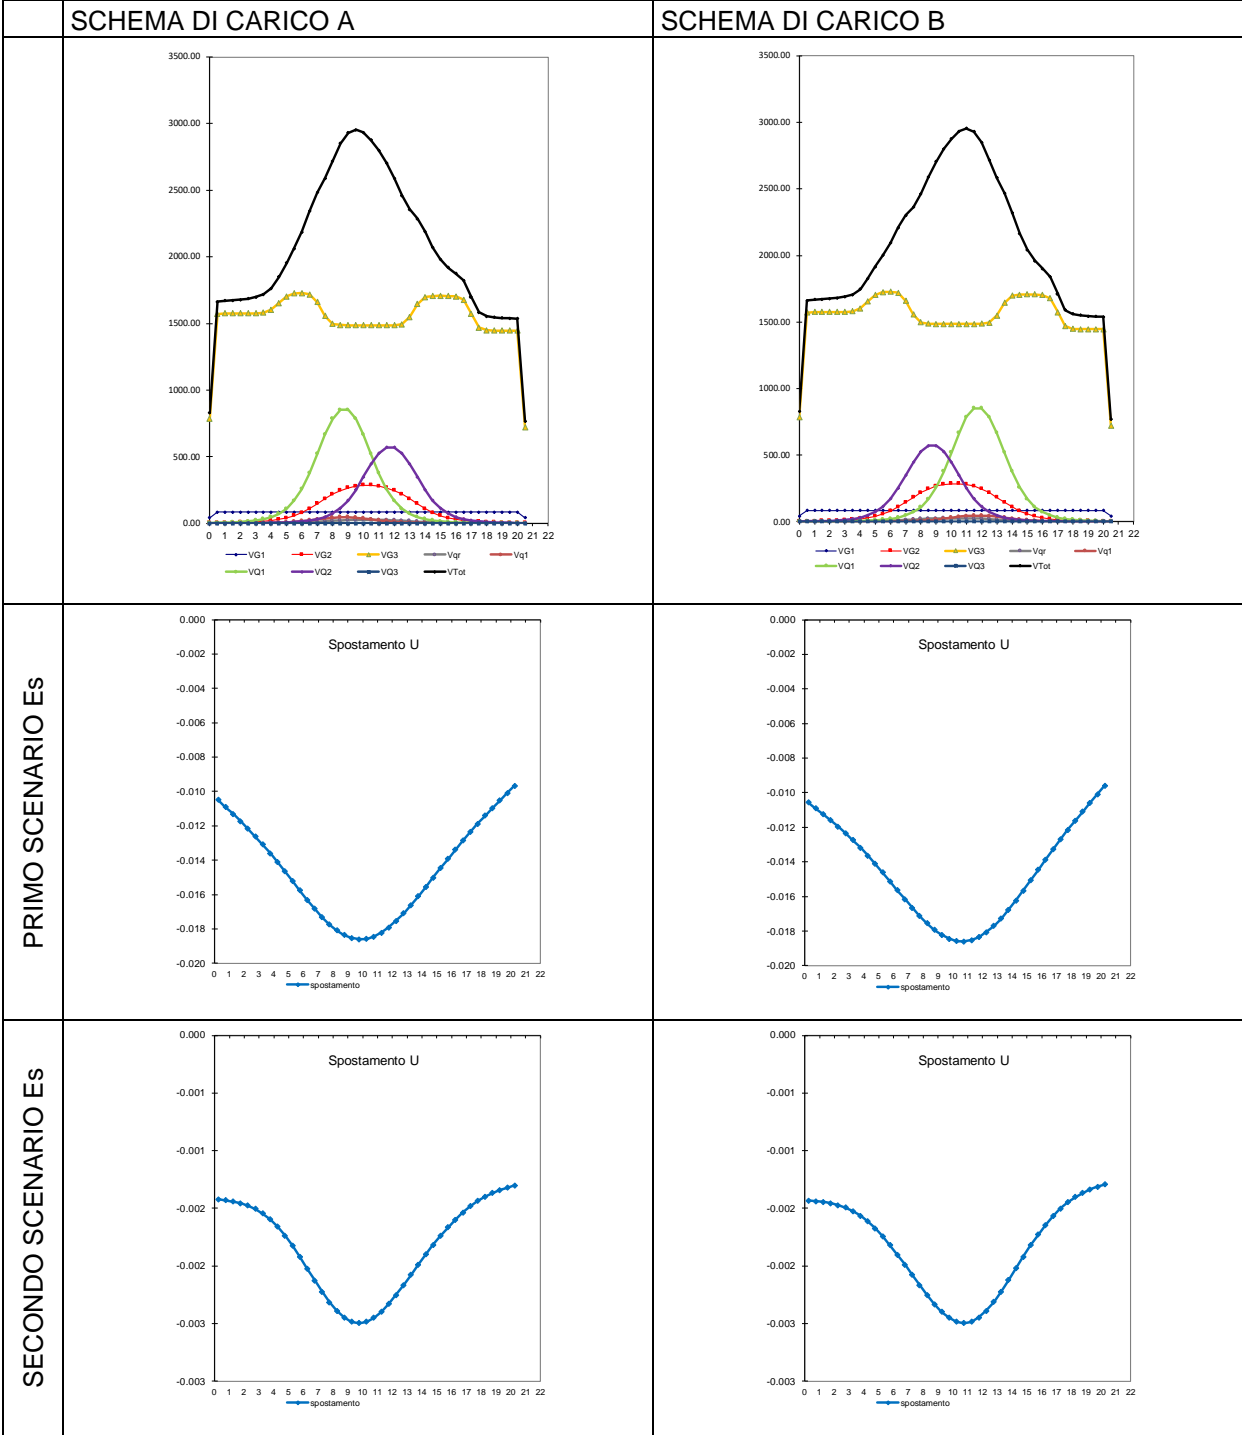 SCHEMA DI CARICO A
SCHEMA DI CARICO B
3500.00
3000.00
2500.00
2000.00
1500.00
1000.00
500.00
0.00
0 1 2 3 4 5 6 7 8 9 10 11 12 13 14 15 16 17 18 19 20 21 22
VG1 VG2 VG3 Vqr Vq1
VQ1 VQ2 VQ3 VTot
3500.00
3000.00
2500.00
2000.00
1500.00
1000.00
500.00
0.00
0 1 2 3 4 5 6 7 8 9 10 11 12 13 14 15 16 17 18 19 20 21 22
VG1 VG2 VG3 Vqr Vq1
VQ1 VQ2 VQ3 VTot
PRIMO SCENARIO Es
Spostamento U
0.000
-0.002
-0.004
-0.006
-0.008
-0.010
-0.012
-0.014
-0.016
-0.018
-0.020
0 1 2 3 4 5 6 7 8 9 10 11 12 13 14 15 16 17 18 19 20 21 22
spostamento
Spostamento U
0.000
-0.002
-0.004
-0.006
-0.008
-0.010
-0.012
-0.014
-0.016
-0.018
-0.020
0 1 2 3 4 5 6 7 8 9 10 11 12 13 14 15 16 17 18 19 20 21 22
spostamento
SECONDO SCENARIO Es
Spostamento U
0.000
-0.001
-0.001
-0.002
-0.002
-0.003
-0.003
0 1 2 3 4 5 6 7 8 9 10 11 12 13 14 15 16 17 18 19 20 21 22
spostamento
Spostamento U
0.000
-0.001
-0.001
-0.002
-0.002
-0.003
-0.003
0 1 2 3 4 5 6 7 8 9 10 11 12 13 14 15 16 17 18 19 20 21 22
spostamento